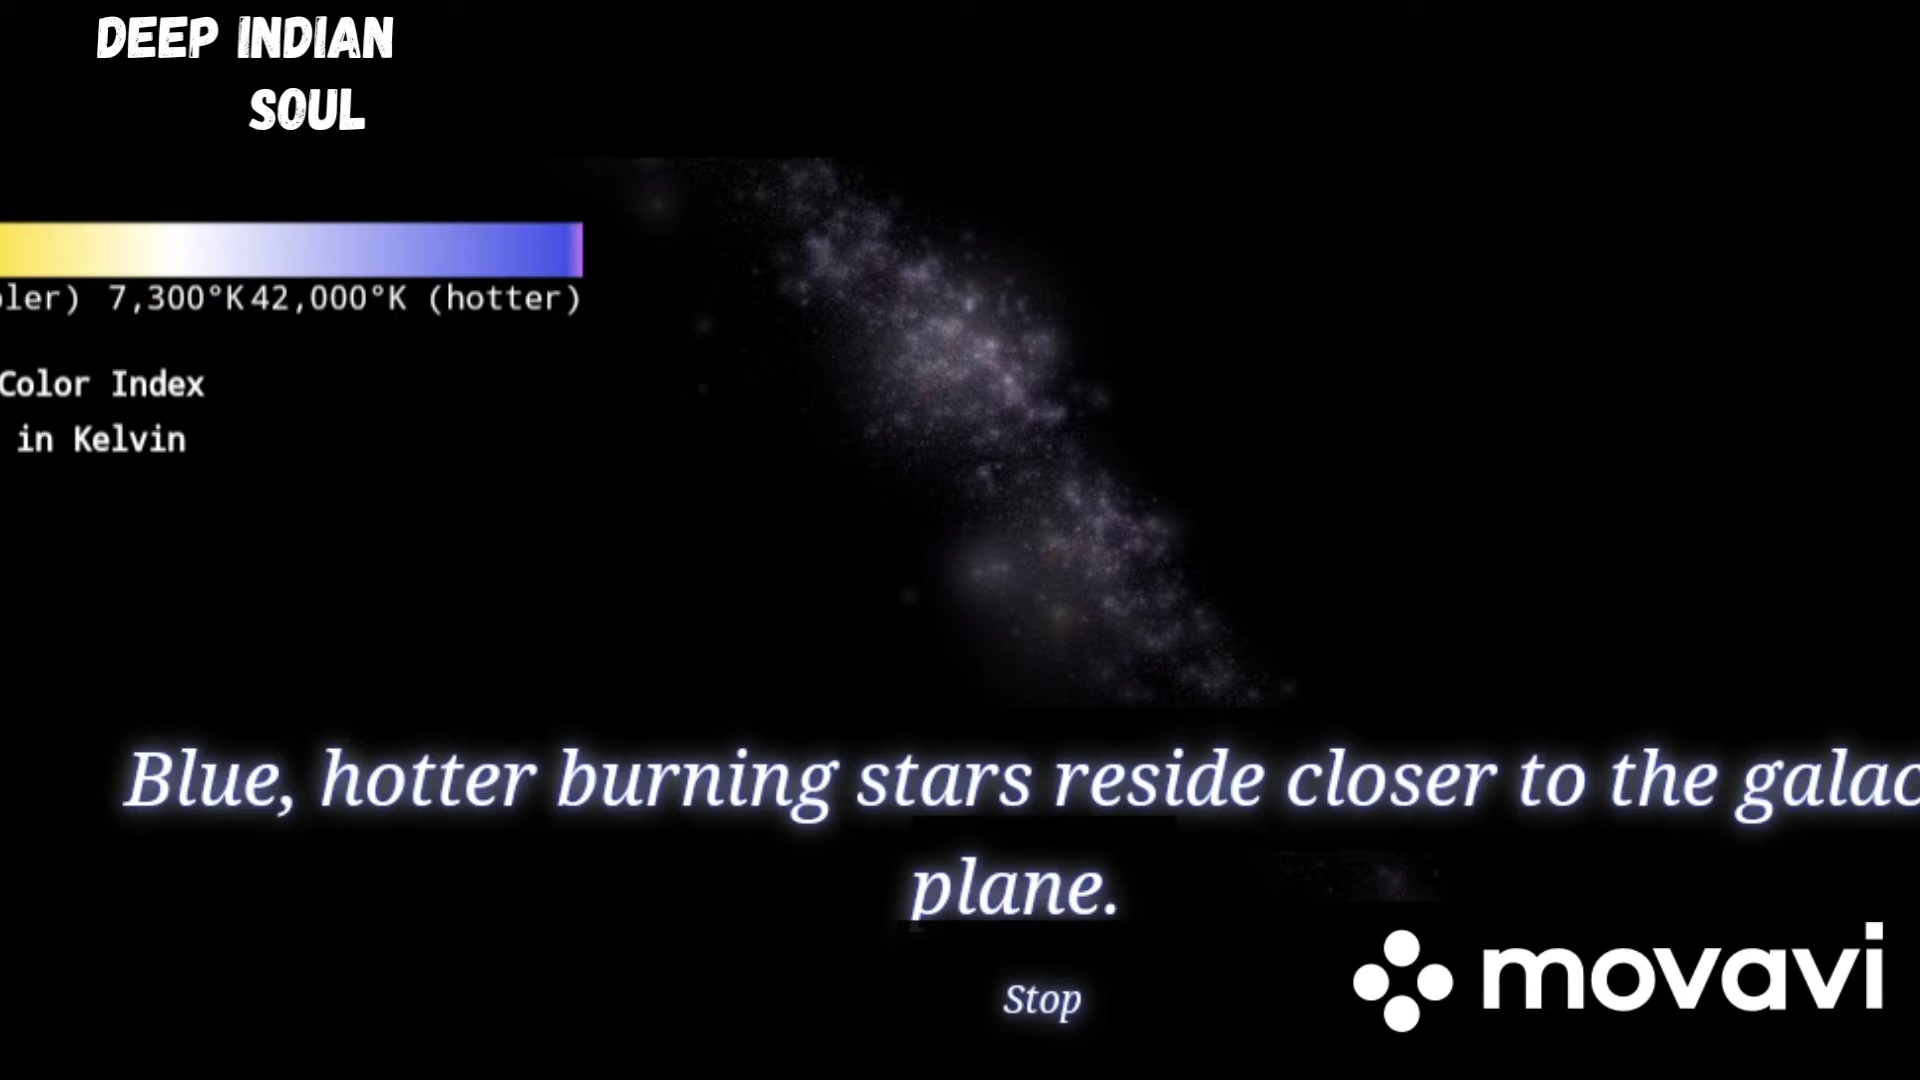 DEEP INDIAN
SOUL
oler) 7,300°K 42,000°K (hotter)
Color Index
in Kelvin
Blue, hotter burning stars reside closer to the galac
plane.
Stop
movavi